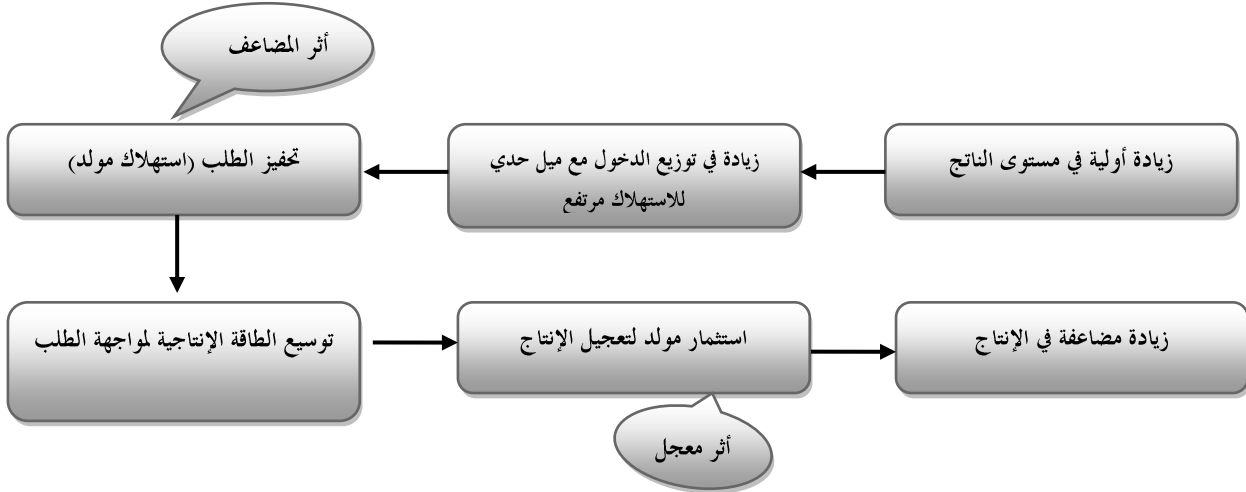 أثر المضاعف
زيادة أولية في مستوى الناتج
زيادة في توزيع الدخول مع ميل حدي
للاستهلاك مرتفع
تحفيز الطلب (استهلاك مولد)
توسيع الطاقة الإنتاجية لمواجهة الطلب
استثمار مولد لتعجيل الإنتاج
زيادة مضاعفة في الإنتاج
أثر معجل